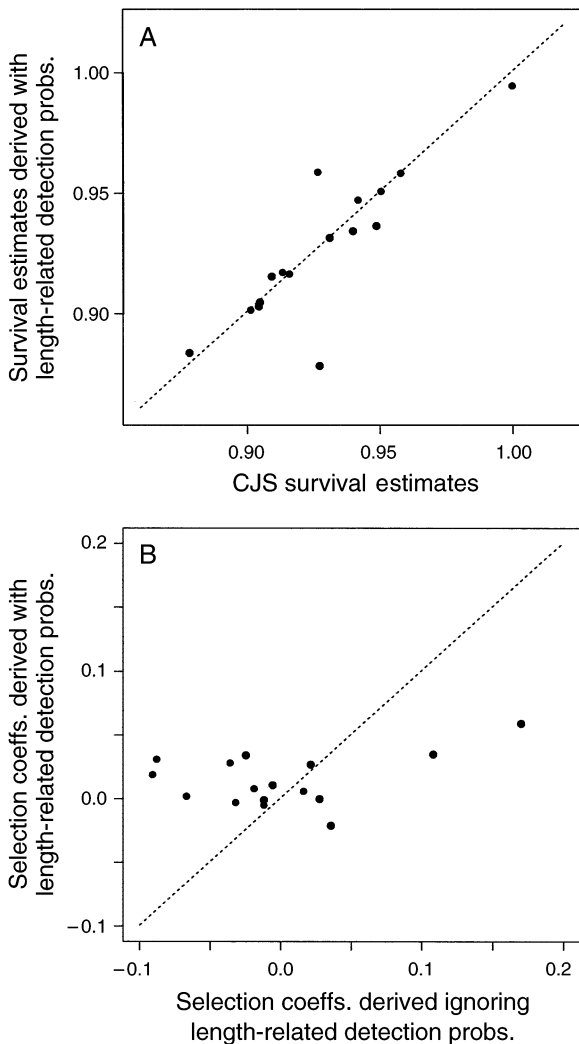 A
1.00
0.95
0.90
Survival estimates derived with
length-related detection probs.
0.90 0.95 1.00
CJS survival estimates
B
0.2
0.1
0.0
−0.1
Selection coeffs. derived with
length-related detection probs.
−0.1 0.0 0.1 0.2
Selection coeffs. derived ignoring
length-related detection probs.